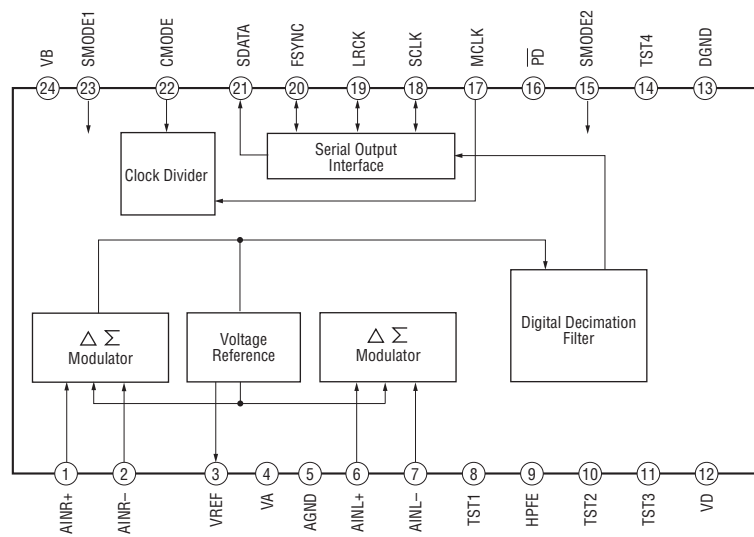 VB
SMODE1
CMODE
SDATA
FSYNC
LRCK
SCLK
MCLK
PD
SMODE2
TST4
DGND
24
23
22
21
20
19
18
17
16
15
14
13
Clock Divider
Serial Output
Interface
Δ Σ
Modulator
Voltage
Reference
Δ Σ
Modulator
Digital Decimation
Filter
1
2
3
4
5
6
7
8
9
10
11
12
AINR+
AINR−
VREF
VA
AGND
AINL+
AINL−
TST1
HPFE
TST2
TST3
VD